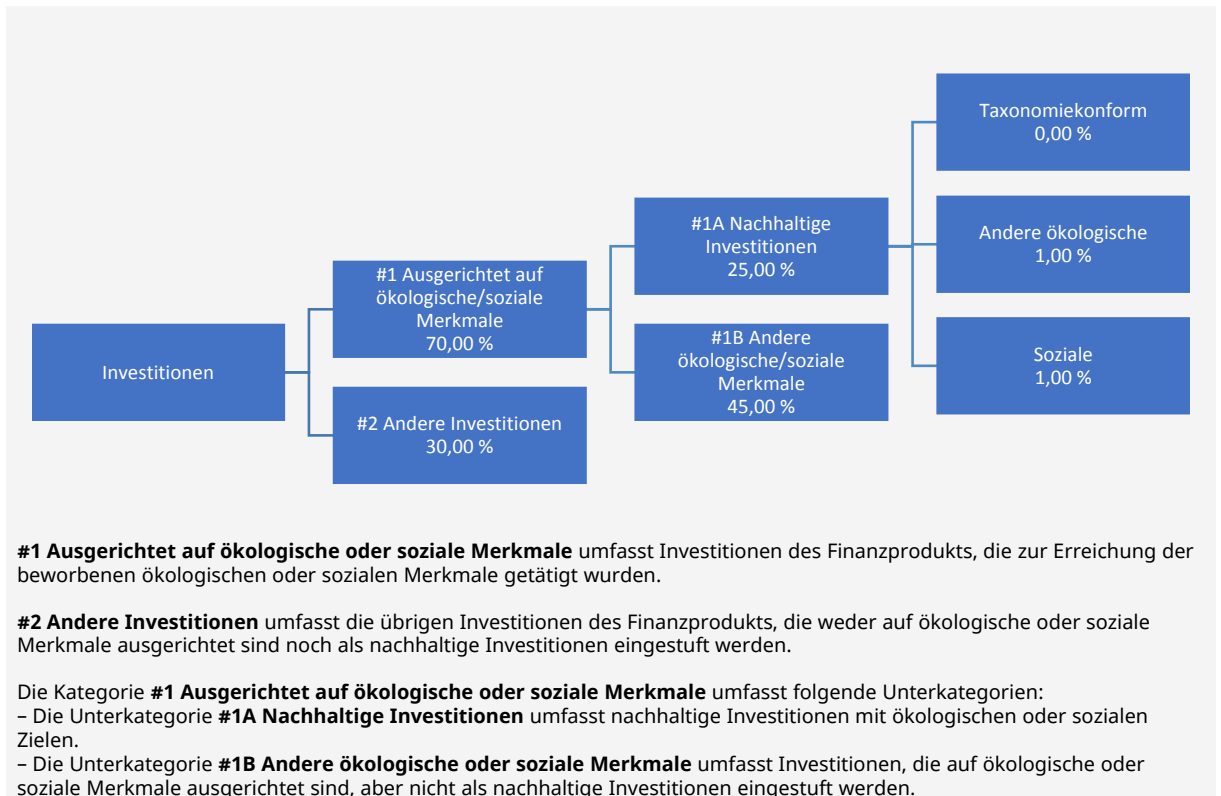 Investitionen
#1 Ausgerichtet auf
ökologische/soziale
Merkmale
70,00 %
#2 Andere Investitionen
30,00 %
#1A Nachhaltige
Investitionen
25,00 %
#1B Andere
ökologische/soziale
Merkmale
45,00 %
Taxonomiekonform
0,00 %
Andere ökologische
1,00 %
Soziale
1,00 %
#1 Ausgerichtet auf ökologische oder soziale Merkmale umfasst Investitionen des Finanzprodukts, die zur Erreichung der
beworbenen ökologischen oder sozialen Merkmale getätigt wurden.
#2 Andere Investitionen umfasst die übrigen Investitionen des Finanzprodukts, die weder auf ökologische oder soziale
Merkmale ausgerichtet sind noch als nachhaltige Investitionen eingestuft werden.
Die Kategorie #1 Ausgerichtet auf ökologische oder soziale Merkmale umfasst folgende Unterkategorien:
– Die Unterkategorie #1A Nachhaltige Investitionen umfasst nachhaltige Investitionen mit ökologischen oder sozialen
Zielen.
– Die Unterkategorie #1B Andere ökologische oder soziale Merkmale umfasst Investitionen, die auf ökologische oder
soziale Merkmale ausgerichtet sind, aber nicht als nachhaltige Investitionen eingestuft werden.